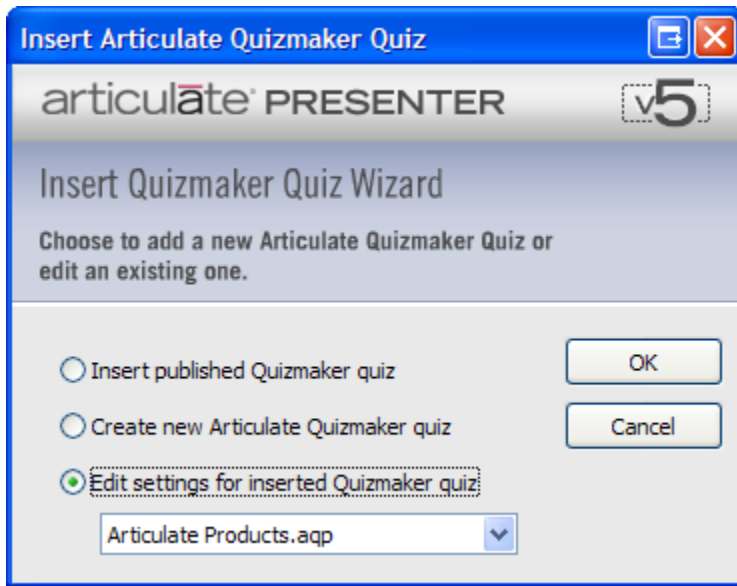 Insert Articulate Quizmaker Quiz
articulāte® PRESENTER
v5
Insert Quizmaker Quiz Wizard
Choose to add a new Articulate Quizmaker Quiz or
edit an existing one.
Insert published Quizmaker quiz
OK
Create new Articulate Quizmaker quiz
Cancel
Edit settings for inserted Quizmaker quiz
Articulate Products.aqp